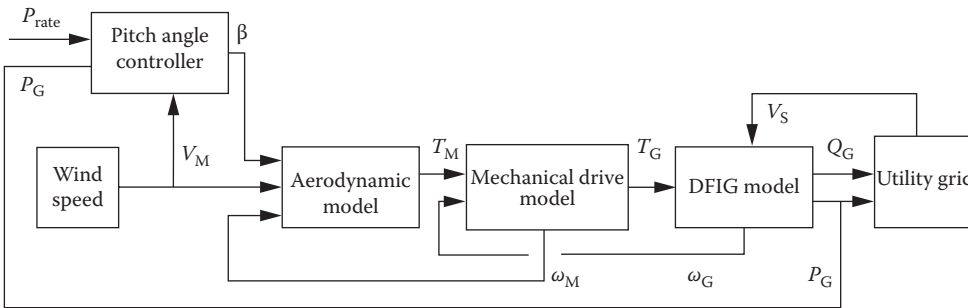 P_rate
Pitch angle
controller
β
P_G
V_M
Wind
speed
Aerodynamic
model
T_M
Mechanical drive
model
T_G
DFIG model
V_S
Q_G
Utility grid
ω_M
ω_G
P_G